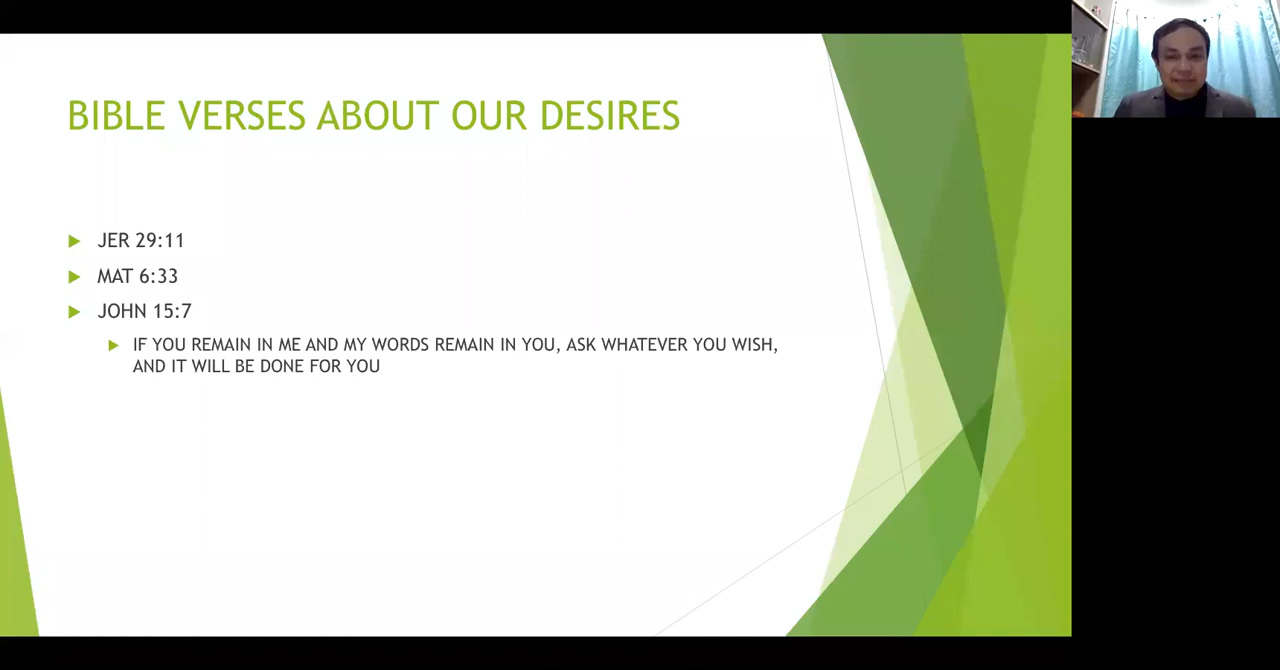 BIBLE VERSES ABOUT OUR DESIRES
JER 29:11
MAT 6:33
JOHN 15:7
IF YOU REMAIN IN ME AND MY WORDS REMAIN IN YOU, ASK WHATEVER YOU WISH,
AND IT WILL BE DONE FOR YOU